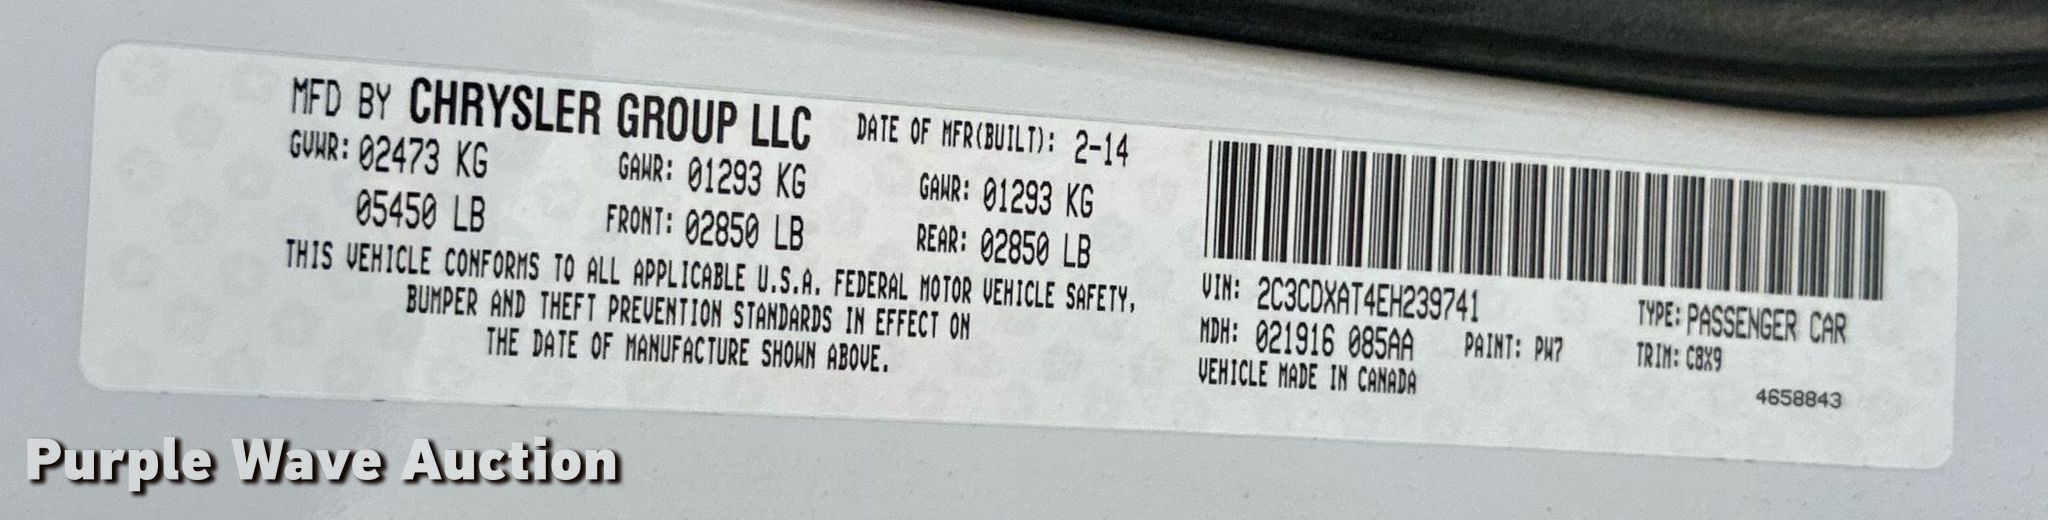 MFD BY CHRYSLER GROUP LLC DATE OF MFR(BUILT): 2-14
GVWR: 02473 KG GAWR: 01293 KG GAWR: 01293 KG
05450 LB FRONT: 02850 LB REAR: 02850 LB
THIS VEHICLE CONFORMS TO ALL APPLICABLE U.S.A. FEDERAL MOTOR VEHICLE SAFETY,
BUMPER AND THEFT PREVENTION STANDARDS IN EFFECT ON
THE DATE OF MANUFACTURE SHOWN ABOVE.
VIN: 2C3CDXAT4EH239741 TYPE: PASSENGER CAR
MDH: 021916 085AA PAINT: PW7 TRIM: C8X9
VEHICLE MADE IN CANADA
4658843
Purple Wave Auction